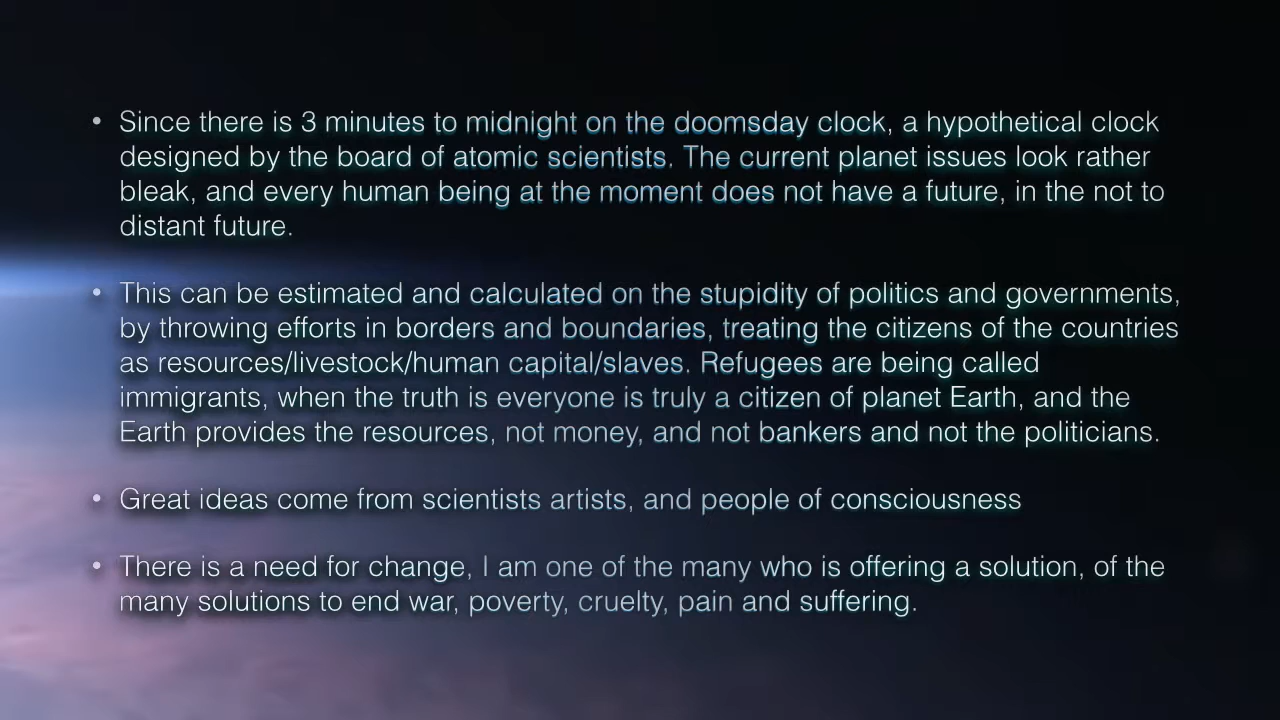 • Since there is 3 minutes to midnight on the doomsday clock, a hypothetical clock
designed by the board of atomic scientists. The current planet issues look rather
bleak, and every human being at the moment does not have a future, in the not to
distant future.
• This can be estimated and calculated on the stupidity of politics and governments,
by throwing efforts in borders and boundaries, treating the citizens of the countries
as resources/livestock/human capital/slaves. Refugees are being called
immigrants, when the truth is everyone is truly a citizen of planet Earth, and the
Earth provides the resources, not money, and not bankers and not the politicians.
• Great ideas come from scientists artists, and people of consciousness
• There is a need for change, I am one of the many who is offering a solution, of the
many solutions to end war, poverty, cruelty, pain and suffering.